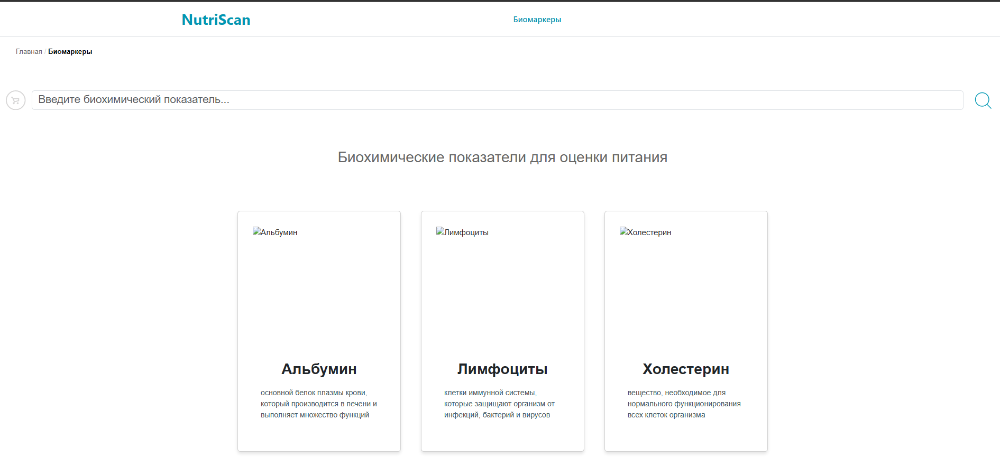 NutriScan
Биомаркеры
Главная / Биомаркеры
Введите биохимический показатель...
Биохимические показатели для оценки питания
Альбумин
Лимфоциты
Холестерин
Альбумин
основной белок плазмы крови,
который производится в печени и
выполняет множество функций
Лимфоциты
клетки иммунной системы,
которые защищают организм от
инфекций, бактерий и вирусов
Холестерин
вещество, необходимое для
нормального функционирования
всех клеток организма